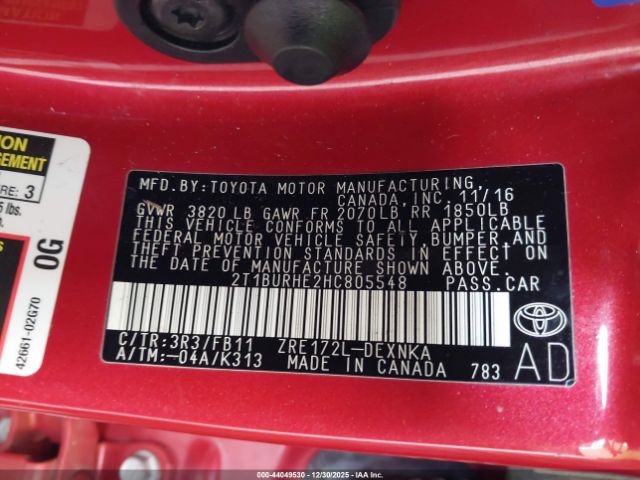 MFD. BY: TOYOTA MOTOR MANUFACTURING,
CANADA, INC. 11/16
GVWR 3820 LB GAWR FR 2070LB RR 1850LB
THIS VEHICLE CONFORMS TO ALL APPLICABLE
FEDERAL MOTOR VEHICLE SAFETY, BUMPER, AND
THEFT PREVENTION STANDARDS IN EFFECT ON
THE DATE OF MANUFACTURE SHOWN ABOVE.
2T1BURHE2HC805548 PASS. CAR
C/TR: 3R3/FB11 ZRE172L-DEXNKA
A/TM: -04A/K313 MADE IN CANADA 783
AD
RE: 3
lbs.
0G
42661-02G70
000-44049530 - 12/30/2025 - IAA Inc.